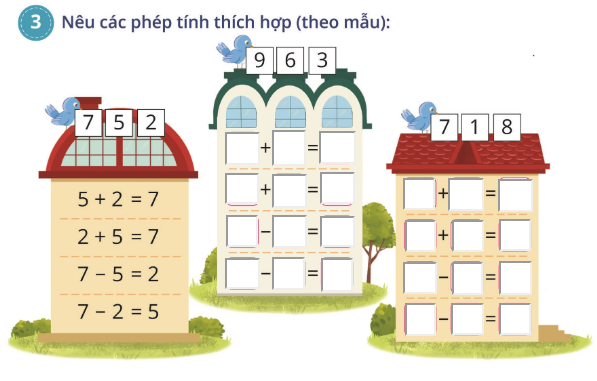 3 Nêu các phép tính thích hợp (theo mẫu):
7 5 2
5 + 2 = 7
2 + 5 = 7
7 – 5 = 2
7 – 2 = 5
9 6 3
+ =
+ =
– =
– =
7 1 8
+ =
+ =
– =
– =